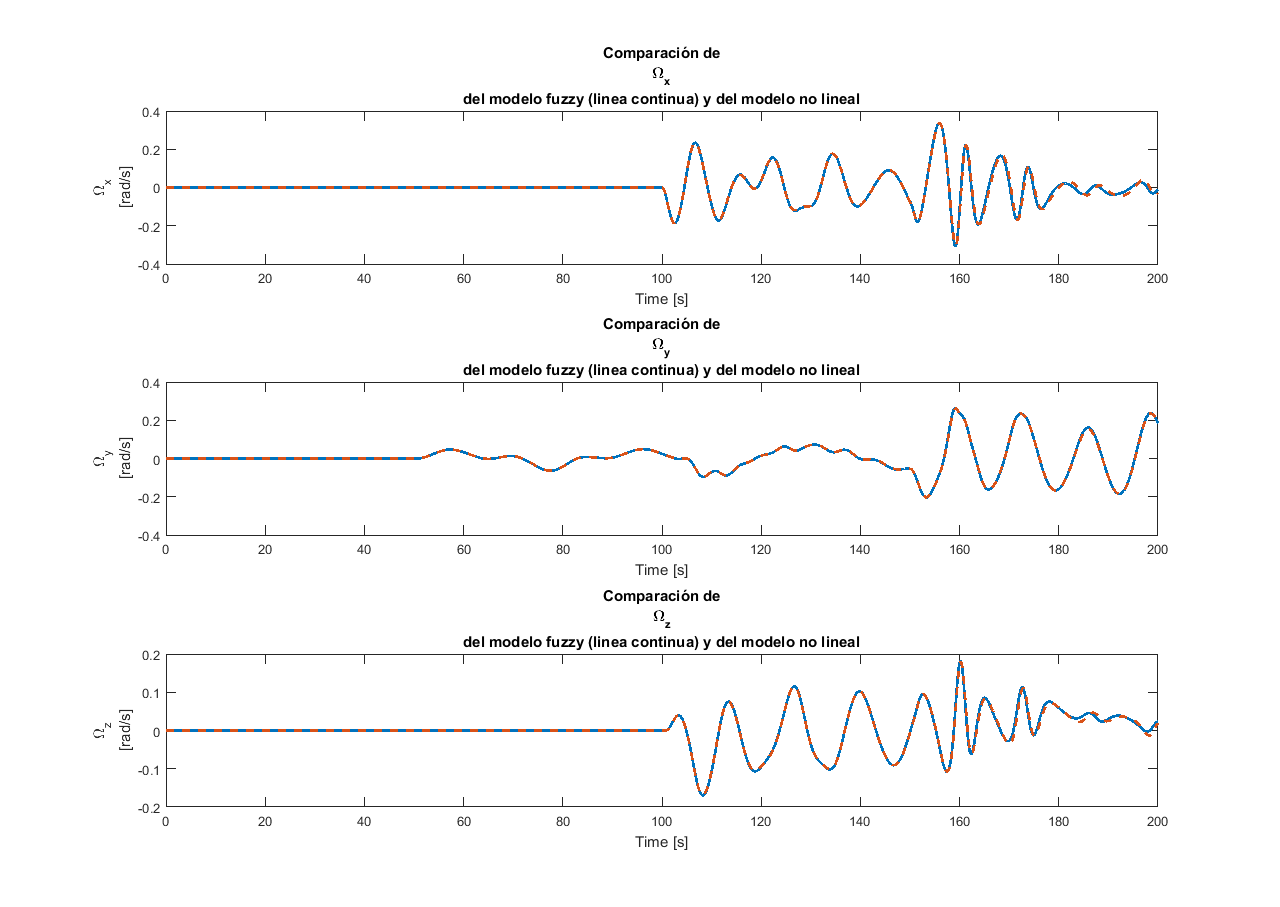 Comparación de
Ωx
del modelo fuzzy (linea continua) y del modelo no lineal
0.4
0.2
0
-0.2
-0.4
Ωx
[rad/s]
0 20 40 60 80 100 120 140 160 180 200
Time [s]
Comparación de
Ωy
del modelo fuzzy (linea continua) y del modelo no lineal
0.4
0.2
0
-0.2
-0.4
Ωy
[rad/s]
0 20 40 60 80 100 120 140 160 180 200
Time [s]
Comparación de
Ωz
del modelo fuzzy (linea continua) y del modelo no lineal
0.2
0.1
0
-0.1
-0.2
Ωz
[rad/s]
0 20 40 60 80 100 120 140 160 180 200
Time [s]